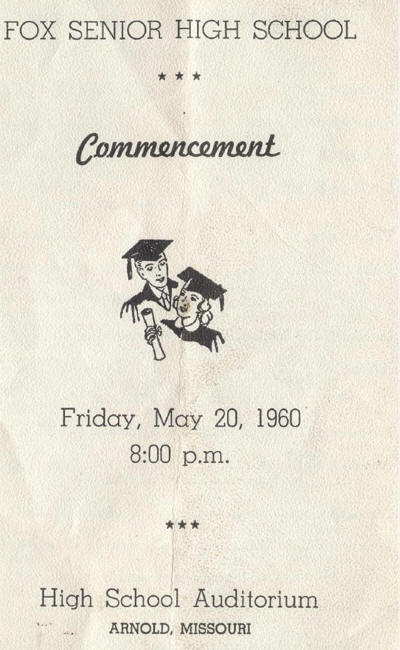 FOX SENIOR HIGH SCHOOL
★ ★ ★
Commencement
Friday, May 20, 1960
8:00 p.m.
★★★
High School Auditorium
ARNOLD, MISSOURI